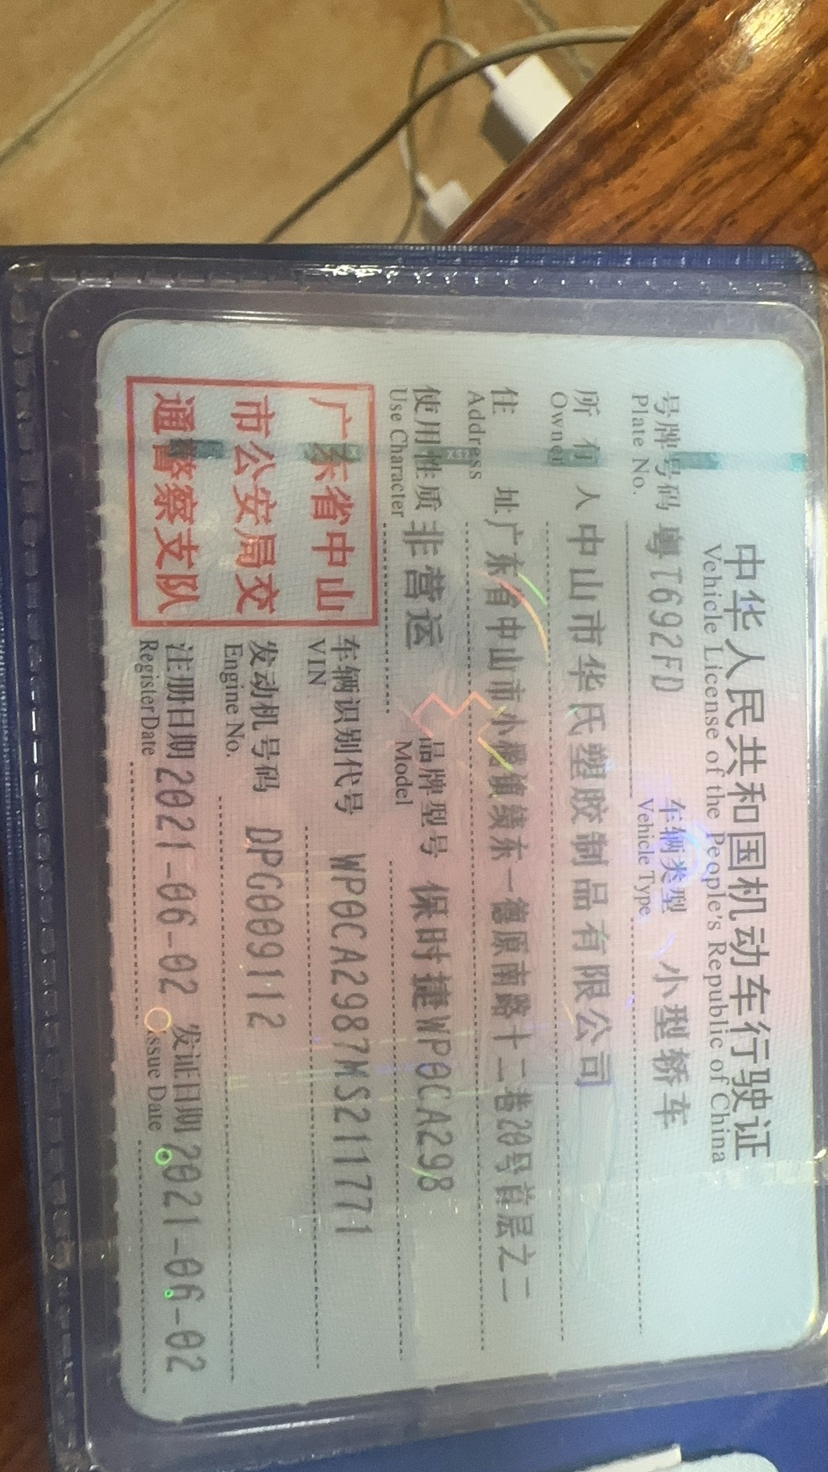 中华人民共和国机动车行驶证
Vehicle License of the People's Republic of China
号牌号码 粤T692FD 车辆类型 小型轿车
Plate No. Vehicle Type
所有人 中山市华氏塑胶制品有限公司
Owner
住址 广东省中山市小榄镇绩东一德原南路十二巷20号首层之二
Address
使用性质 非营运 品牌型号 保时捷WP0CA298
Use Character Model
广东省中山
市公安局交
通警察支队
车辆识别代号 WP0CA2987MS211771
VIN
发动机号码 DPG009112
Engine No.
注册日期 2021-06-02 发证日期 2021-06-02
Register Date Issue Date